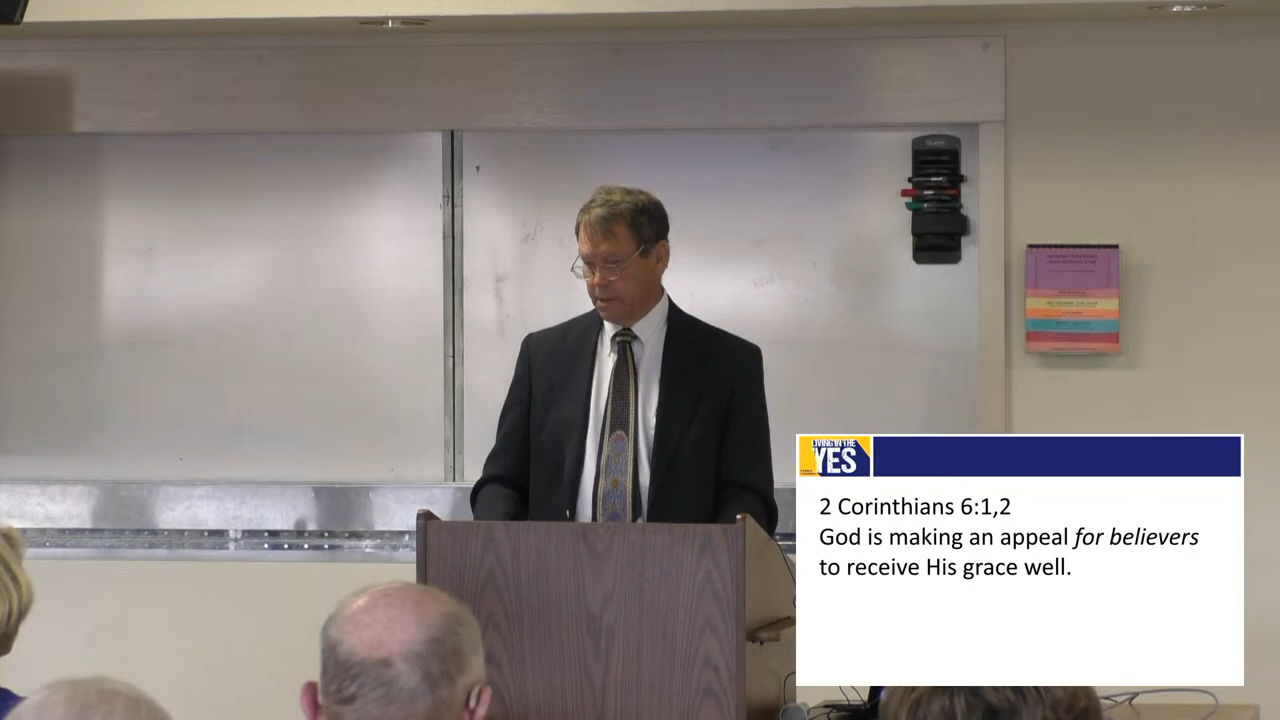 LIVING IN THE
YES
2 Corinthians 6:1,2
God is making an appeal for believers
to receive His grace well.